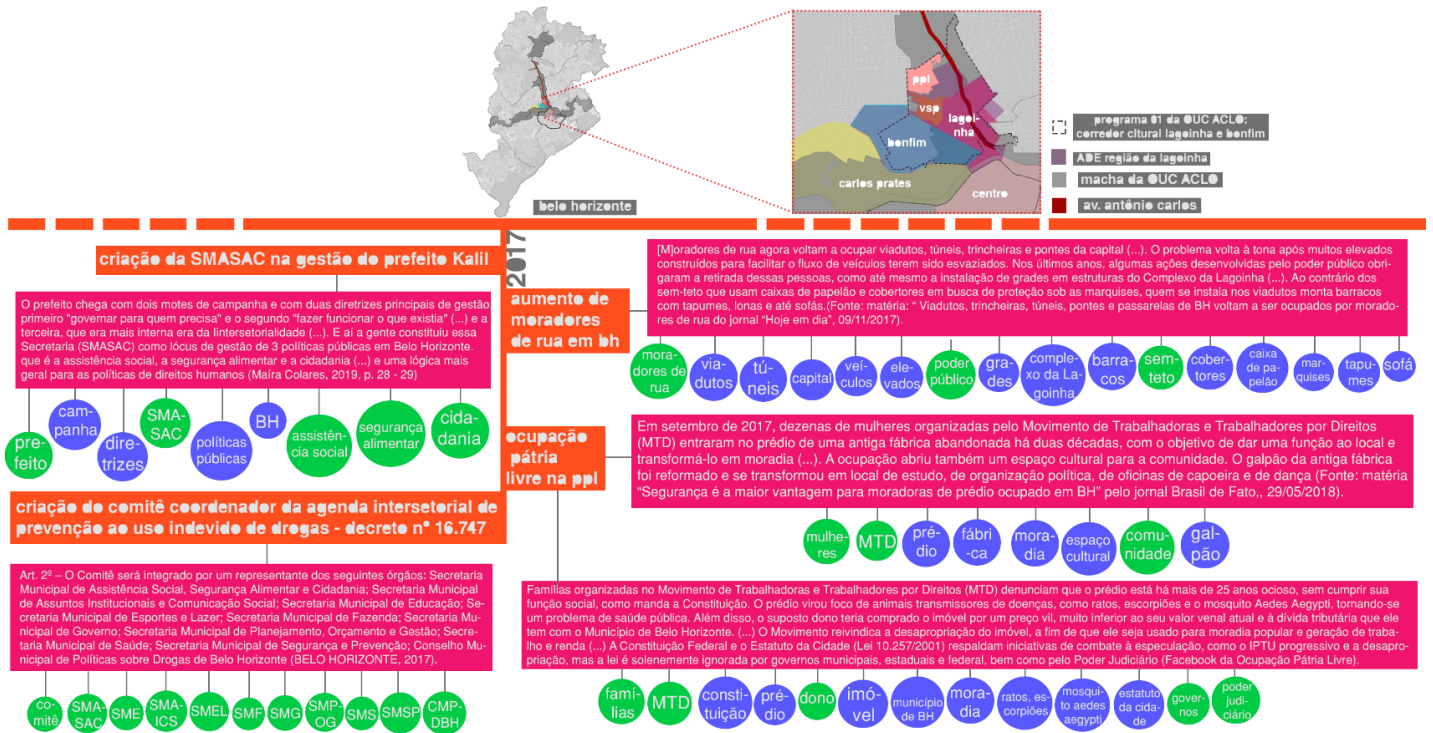 ppl
vsp
lagoi-
nha
bonfim
carlos prates
centro
belo horizonte
programa 01 da OUC ACLO:
corredor cltural lagoinha e bonfim
ADE região da lagoinha
macha da OUC ACLO
av. antônio carlos
2017
criação da SMASAC na gestão do prefeito Kalil
O prefeito chega com dois motes de campanha e com duas diretrizes principais de gestão,
primeiro "governar para quem precisa" e o segundo "fazer funcionar o que existia" (...) e a
terceira, que era mais interna era da Iintersetorialidade (...). E aí a gente constituiu essa
Secretaria (SMASAC) como lócus de gestão de 3 políticas públicas em Belo Horizonte.
que é a assistência social, a segurança alimentar e a cidadania (...) e uma lógica mais
geral para as políticas de direitos humanos (Maíra Colares, 2019, p. 28 - 29)
pre-
feito
cam-
panha
dire-
trizes
SMA-
SAC
políticas
públicas
BH
assistên-
cia social
segurança
alimentar
cida-
dania
criação do comitê coordenador da agenda intersetorial de
prevenção ao uso indevido de drogas - decreto n° 16.747
Art. 2º – O Comitê será integrado por um representante dos seguintes órgãos: Secretaria
Municipal de Assistência Social, Segurança Alimentar e Cidadania; Secretaria Municipal
de Assuntos Institucionais e Comunicação Social; Secretaria Municipal de Educação; Se-
cretaria Municipal de Esportes e Lazer; Secretaria Municipal de Fazenda; Secretaria Mu-
nicipal de Governo; Secretaria Municipal de Planejamento, Orçamento e Gestão; Secre-
taria Municipal de Saúde; Secretaria Municipal de Segurança e Prevenção; Conselho Mu-
nicipal de Políticas sobre Drogas de Belo Horizonte (BELO HORIZONTE, 2017).
co-
mitê
SMA-
SAC
SME
SMA-
ICS
SMEL
SMF
SMG
SMP-
OG
SMS
SMSP
CMP-
DBH
aumento de
moradores
de rua em bh
[M]oradores de rua agora voltam a ocupar viadutos, túneis, trincheiras e pontes da capital (...). O problema volta à tona após muitos elevados
construídos para facilitar o fluxo de veículos terem sido esvaziados. Nos últimos anos, algumas ações desenvolvidas pelo poder público obri-
garam a retirada dessas pessoas, como até mesmo a instalação de grades em estruturas do Complexo da Lagoinha (...). Ao contrário dos
sem-teto que usam caixas de papelão e cobertores em busca de proteção sob as marquises, quem se instala nos viadutos monta barracos
com tapumes, lonas e até sofás.(Fonte: matéria: “ Viadutos, trincheiras, túneis, pontes e passarelas de BH voltam a ser ocupados por morado-
res de rua do jornal “Hoje em dia”, 09/11/2017).
mora-
dores de
rua
via-
dutos
tú-
neis
capital
veí-
culos
ele-
vados
poder
público
gra-
des
comple-
xo da La-
goinha
barra-
cos
sem-
teto
cober-
tores
caixa
de pa-
pelão
mar-
quises
tapu-
mes
sofá
ocupação
pátria
livre na ppl
Em setembro de 2017, dezenas de mulheres organizadas pelo Movimento de Trabalhadoras e Trabalhadores por Direitos
(MTD) entraram no prédio de uma antiga fábrica abandonada há duas décadas, com o objetivo de dar uma função ao local e
transformá-lo em moradia (...). A ocupação abriu também um espaço cultural para a comunidade. O galpão da antiga fábrica
foi reformado e se transformou em local de estudo, de organização política, de oficinas de capoeira e de dança (Fonte: matéria
“Segurança é a maior vantagem para moradoras de prédio ocupado em BH” pelo jornal Brasil de Fato,, 29/05/2018).
mulhe-
res
MTD
pré-
dio
fábri
-ca
mora-
dia
espaço
cultural
comu-
nidade
gal-
pão
Famílias organizadas no Movimento de Trabalhadoras e Trabalhadores por Direitos (MTD) denunciam que o prédio está há mais de 25 anos ocioso, sem cumprir sua
função social, como manda a Constituição. O prédio virou foco de animais transmissores de doenças, como ratos, escorpiões e o mosquito Aedes Aegypti, tornando-se
um problema de saúde pública. Além disso, o suposto dono teria comprado o imóvel por um preço vil, muito inferior ao seu valor venal atual e à dívida tributária que ele
tem com o Município de Belo Horizonte. (...) O Movimento reivindica a desapropriação do imóvel, a fim de que ele seja usado para moradia popular e geração de traba-
lho e renda (...) A Constituição Federal e o Estatuto da Cidade (Lei 10.257/2001) respaldam iniciativas de combate à especulação, como o IPTU progressivo e a desapro-
priação, mas a lei é solenemente ignorada por governos municipais, estaduais e federal, bem como pelo Poder Judiciário (Facebook da Ocupação Pátria Livre).
famí-
lias
MTD
consti-
tuição
pré-
dio
dono
imó-
vel
município
de BH
mora-
dia
ratos, es-
corpiões
mosqui-
to aedes
aegypti
estatuto
da cida-
de
gover-
nos
poder
judi-
ciário